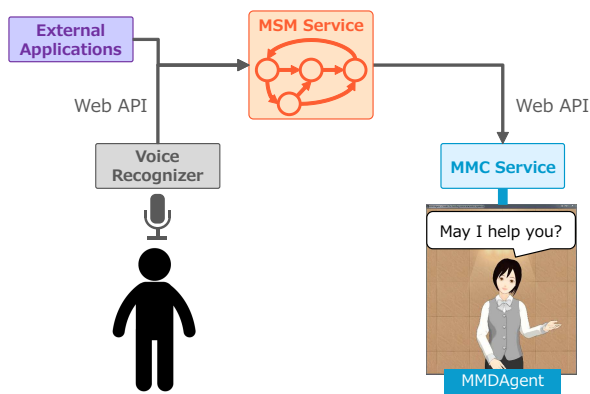 External
Applications
MSM Service
Web API
Web API
Voice
Recognizer
MMC Service
May I help you?
MMDAgent